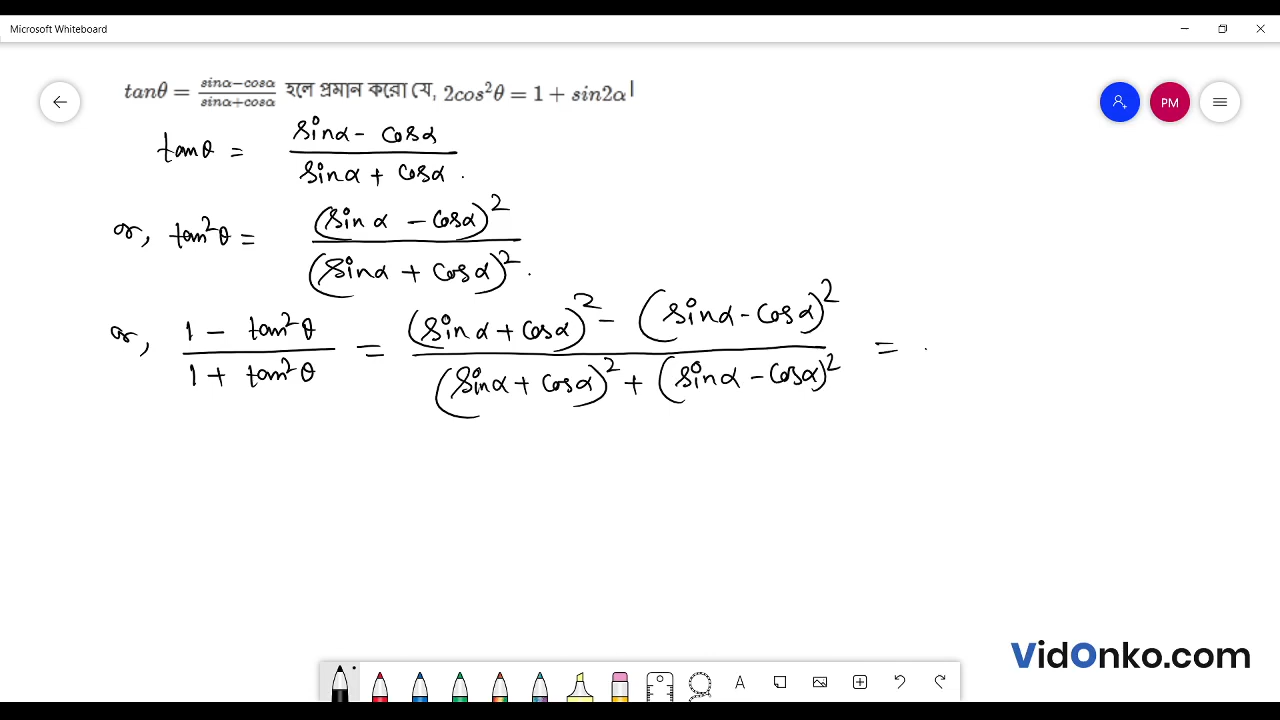 Microsoft Whiteboard
tanθ = (sinα−cosα)/(sinα+cosα) হলে প্রমান করো যে, 2cos²θ = 1 + sin2α।
PM
tanθ = (sinα − cosα)/(sinα + cosα).
or, tan²θ = (sinα − cosα)²/(sinα + cosα)².
or, (1 − tan²θ)/(1 + tan²θ) = ((sinα + cosα)² − (sinα − cosα)²)/((sinα + cosα)² + (sinα − cosα)²) =
VidOnko.com
A